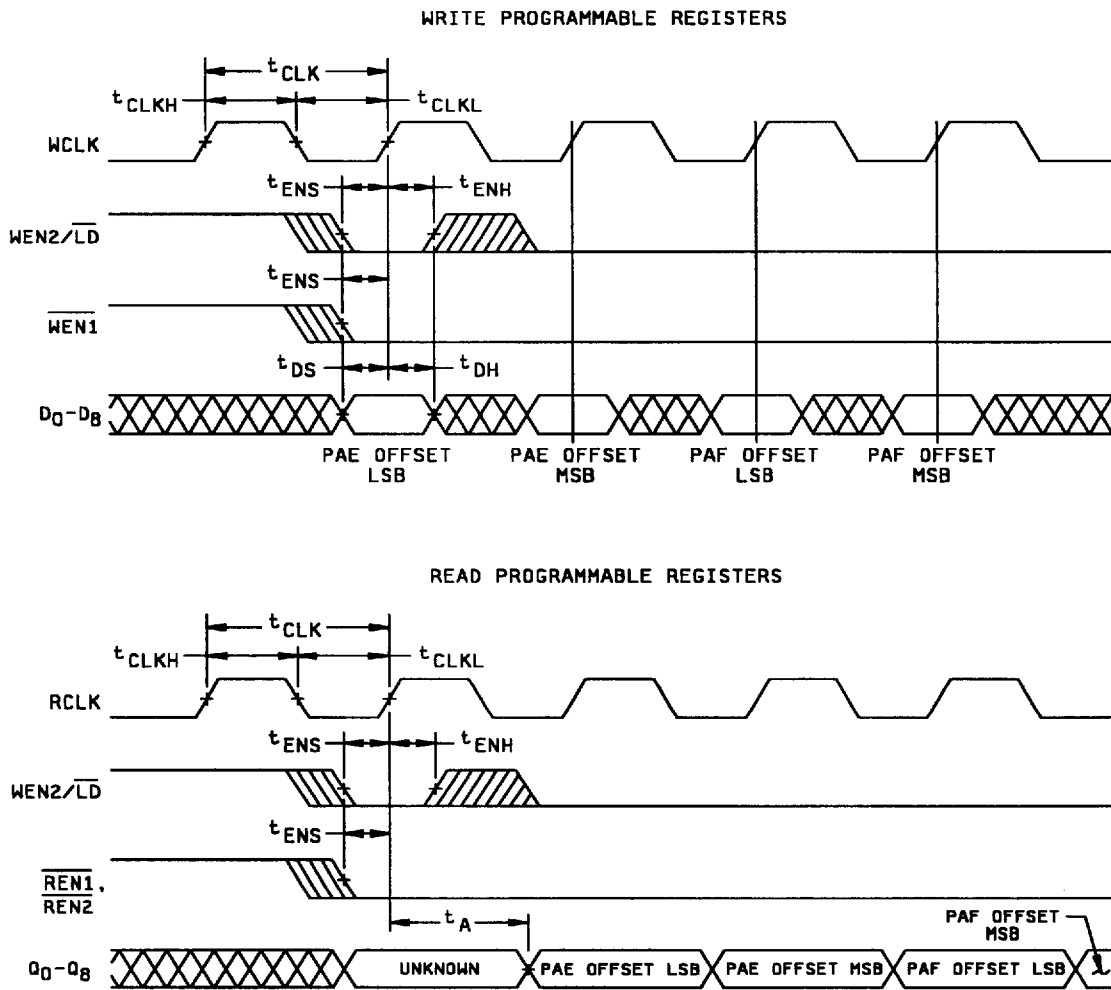 WRITE PROGRAMMABLE REGISTERS
tCLK
tCLKH
tCLKL
WCLK
tENS
tENH
WEN2/LD
tENS
WEN1
tDS
tDH
D0-D8
PAE OFFSET LSB
PAE OFFSET MSB
PAF OFFSET LSB
PAF OFFSET MSB
READ PROGRAMMABLE REGISTERS
tCLK
tCLKH
tCLKL
RCLK
tENS
tENH
WEN2/LD
tENS
REN1,
REN2
tA
PAF OFFSET
MSB
Q0-Q8
UNKNOWN
PAE OFFSET LSB
PAE OFFSET MSB
PAF OFFSET LSB